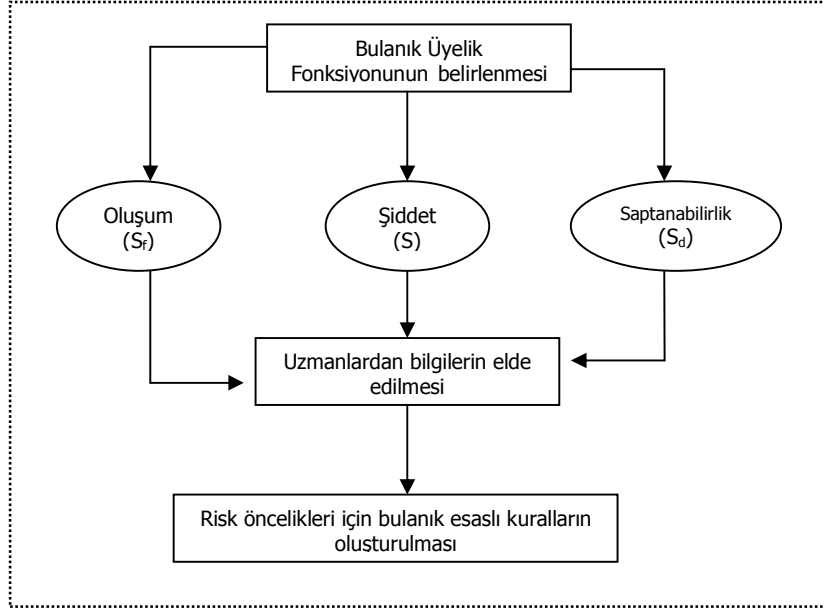 Bulanık Üyelik
Fonksiyonunun belirlenmesi
Oluşum
(Sf)
Şiddet
(S)
Saptanabilirlik
(Sd)
Uzmanlardan bilgilerin elde
edilmesi
Risk öncelikleri için bulanık esaslı kuralların
oluşturulması